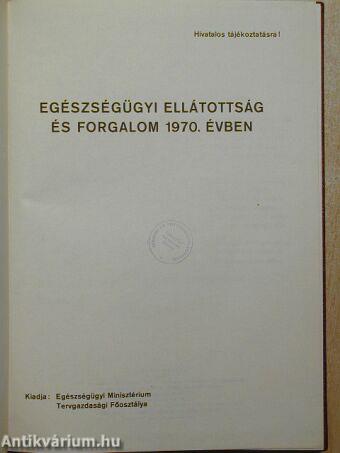 Hivatalos tájékoztatásra!
EGÉSZSÉGÜGYI ELLÁTOTTSÁG
ÉS FORGALOM 1970. ÉVBEN
Kiadja: Egészségügyi Minisztérium
Tervgazdasági Főosztálya
Antikvárium.hu